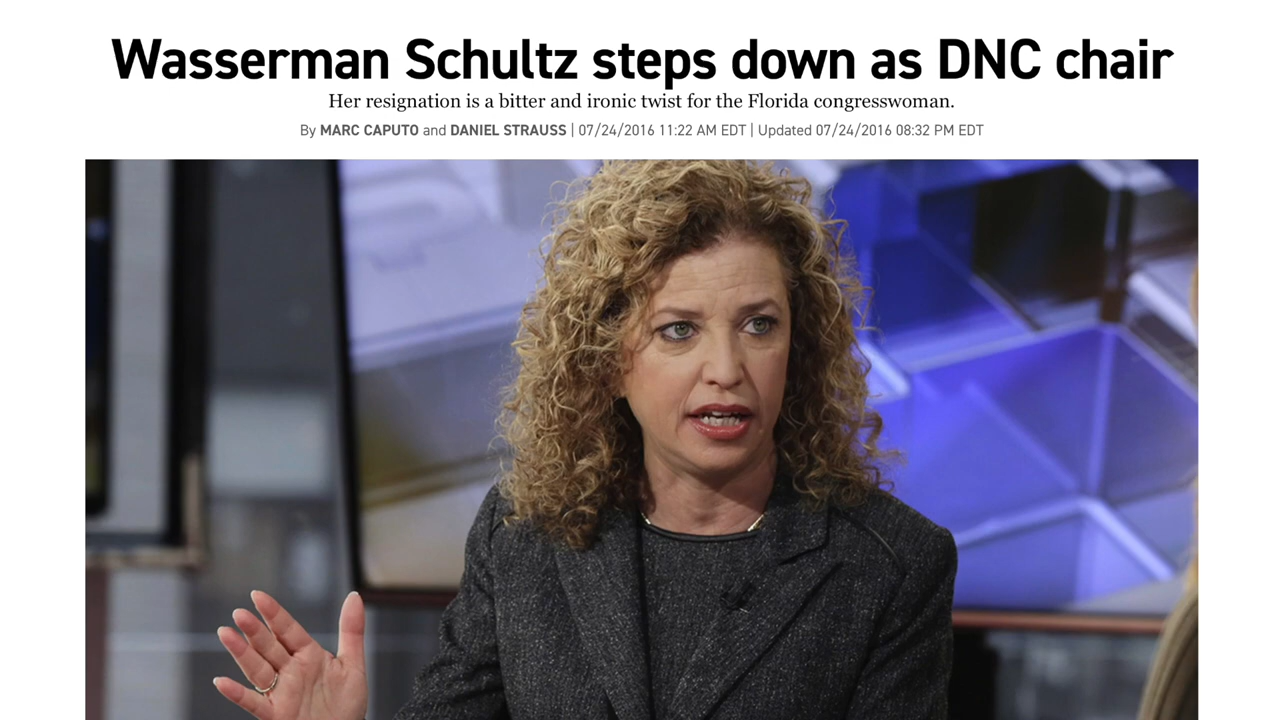 Wasserman Schultz steps down as DNC chair
Her resignation is a bitter and ironic twist for the Florida congresswoman.
By MARC CAPUTO and DANIEL STRAUSS | 07/24/2016 11:22 AM EDT | Updated 07/24/2016 08:32 PM EDT